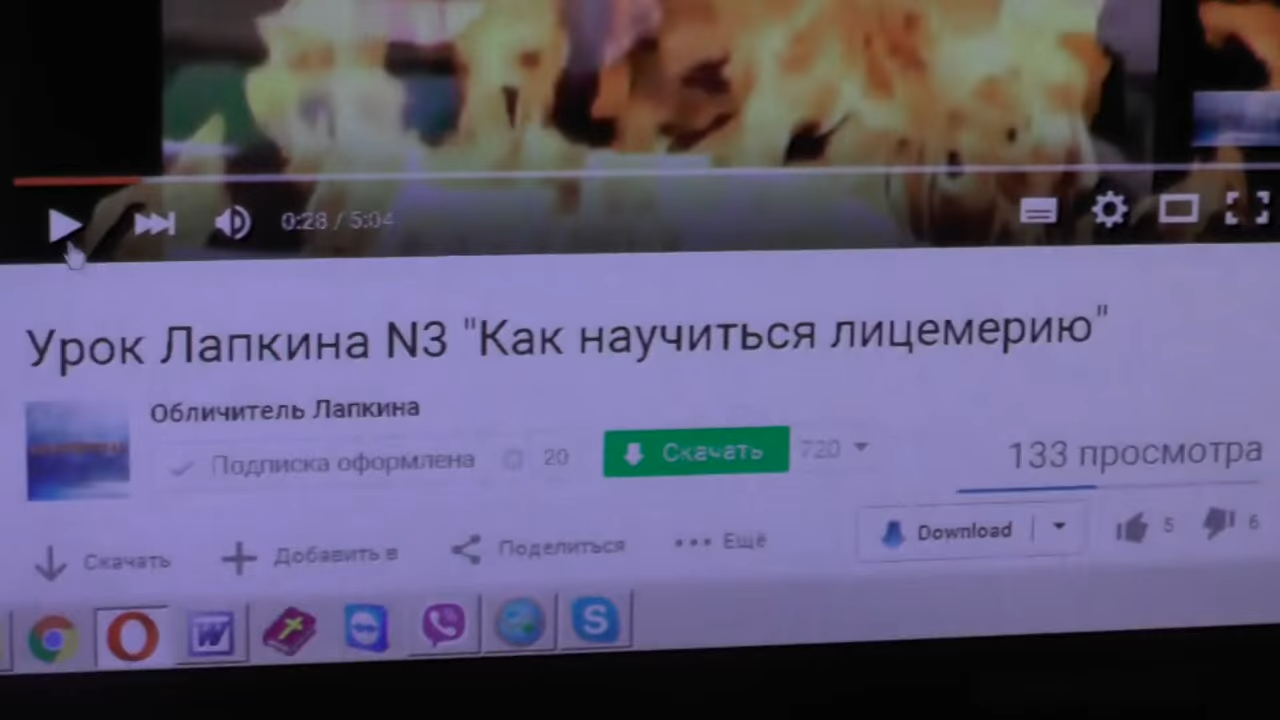 0:28 / 5:04
Урок Лапкина N3 "Как научиться лицемерию"
Обличитель Лапкина
Подписка оформлена 20 Скачать 720
133 просмотра
Скачать Добавить в Поделиться Ещё Download 5 6
W S